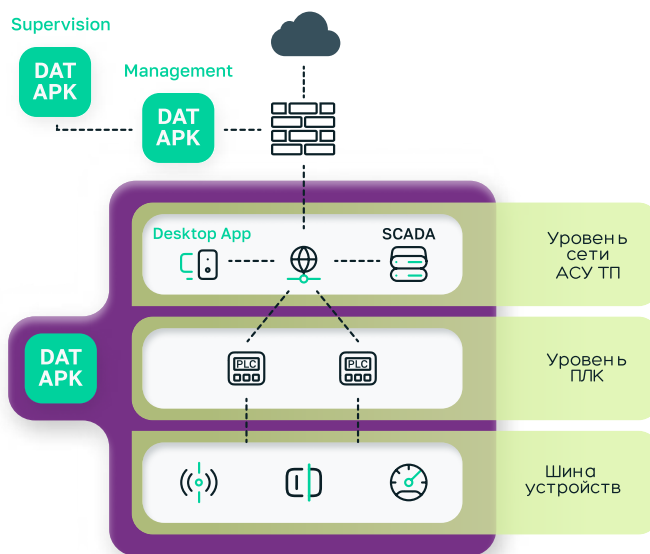 Supervision
DAT
APK
Management
DAT
APK
Desktop App
SCADA
Уровень
сети
АСУ ТП
DAT
APK
PLC
PLC
Уровень
ПЛК
Шина
устройств